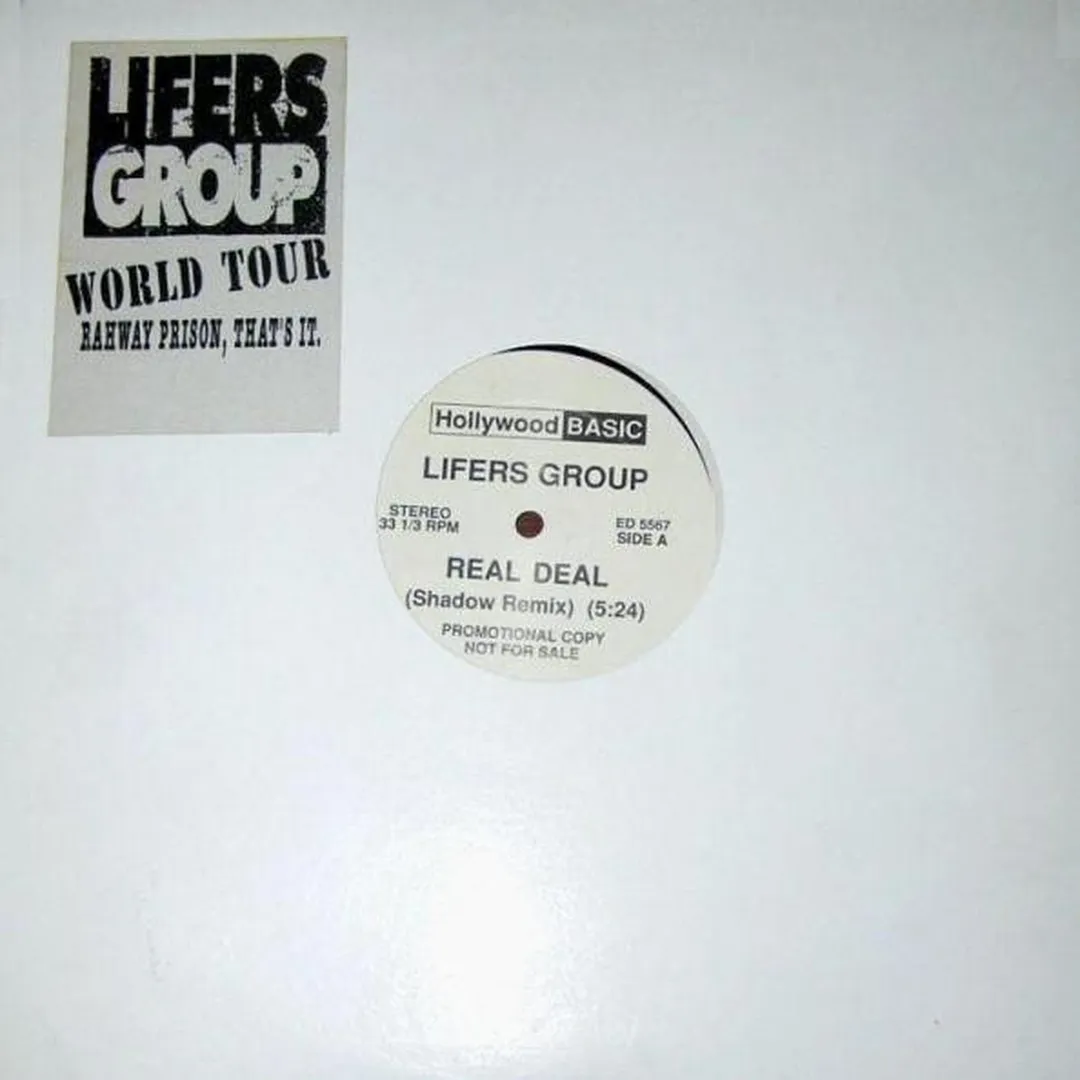 LIFERS
GROUP
WORLD TOUR
RAHWAY PRISON, THAT'S IT.
Hollywood BASIC
LIFERS GROUP
STEREO
33 1/3 RPM
ED 5567
SIDE A
REAL DEAL
(Shadow Remix) (5:24)
PROMOTIONAL COPY
NOT FOR SALE